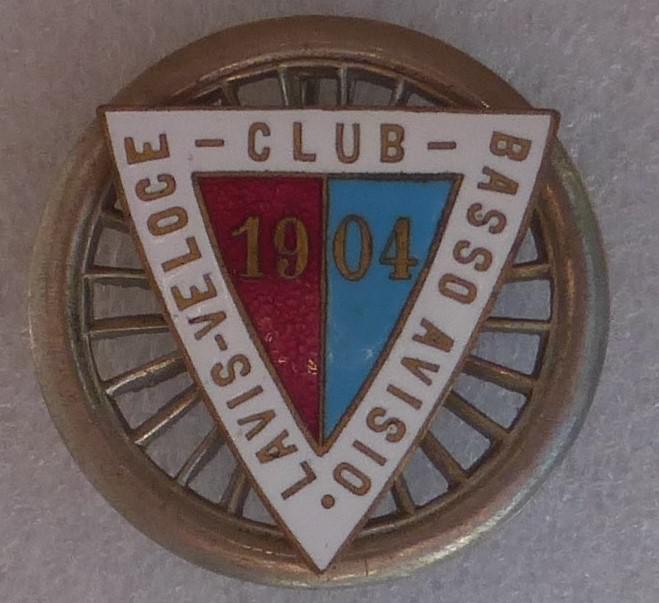 LAVIS-VELOCE
- CLUB -
BASSO AVISIO ·
1904